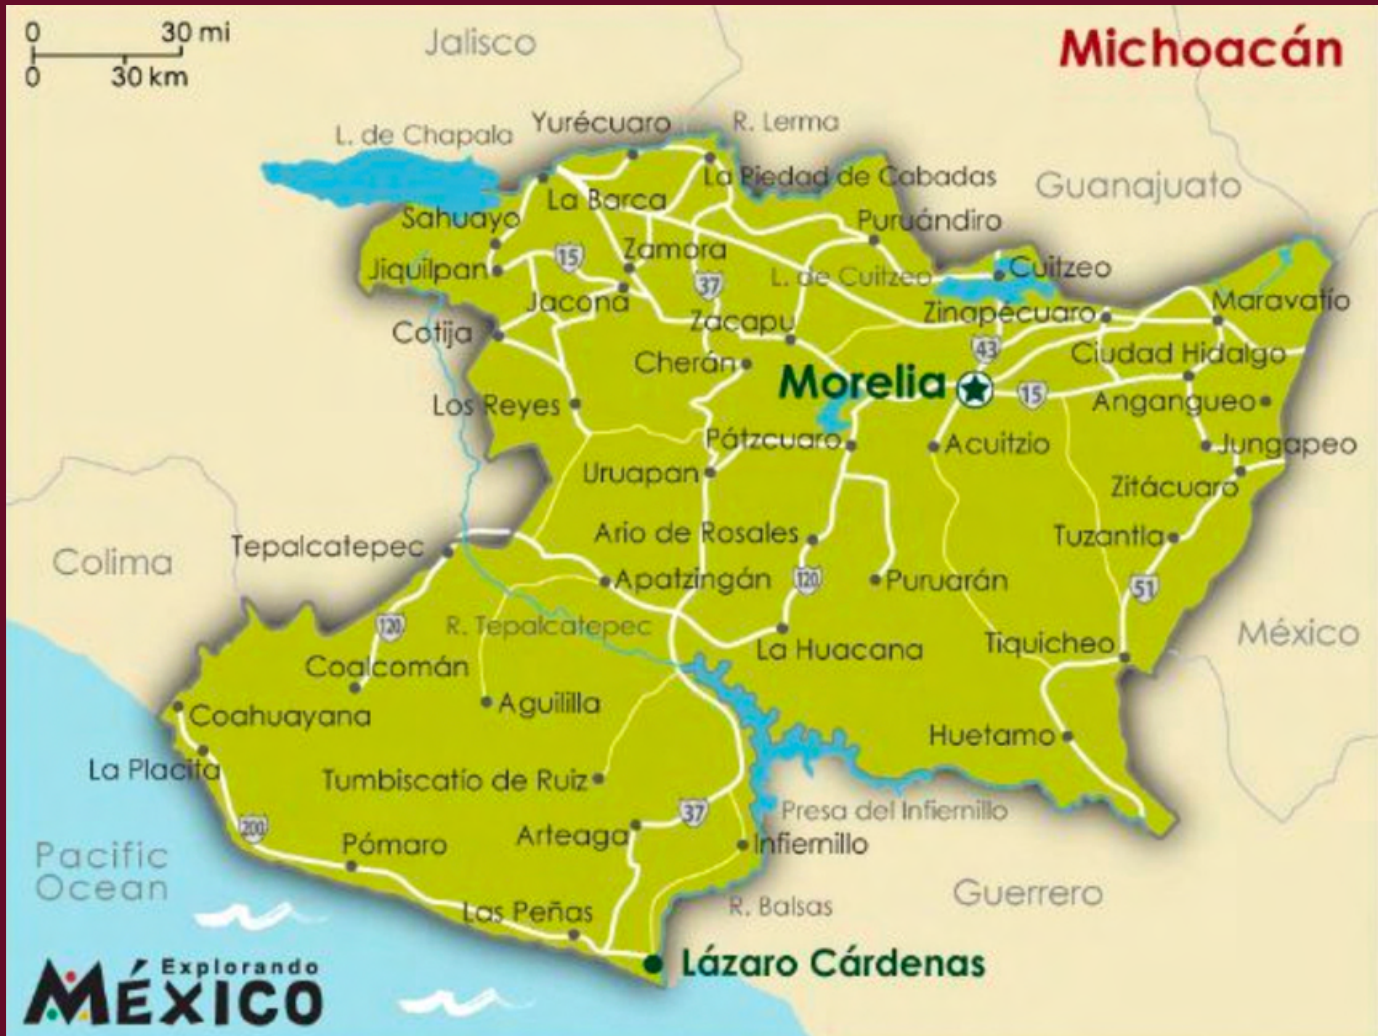 0 30 mi
0 30 km
Jalisco
Michoacán
L. de Chapala
Yurécuaro
R. Lerma
La Piedad de Cabadas
Guanajuato
La Barca
Sahuayo
Puruándiro
15
Zamora
Jiquilpan
L. de Cuitzeo
Cuitzeo
37
Jacona
Maravatío
Zinapécuaro
Zacapu
Cotija
43
Cherán
Ciudad Hidalgo
Morelia
15
Angangueo
Los Reyes
Pátzcuaro
Acuitzio
Jungapeo
Uruapan
Zitácuaro
Ario de Rosales
Tuzantla
Tepalcatepec
Colima
Apatzingán
120
Puruarán
51
120
R. Tepalcatepec
México
La Huacana
Tiquicheo
Coalcomán
Aguililla
Coahuayana
Huetamo
La Placita
Tumbiscatío de Ruiz
Presa del Infiernillo
37
200
Arteaga
Pómaro
Infiernillo
Pacific
Ocean
Guerrero
Las Peñas
R. Balsas
Lázaro Cárdenas
Explorando
MÉXICO